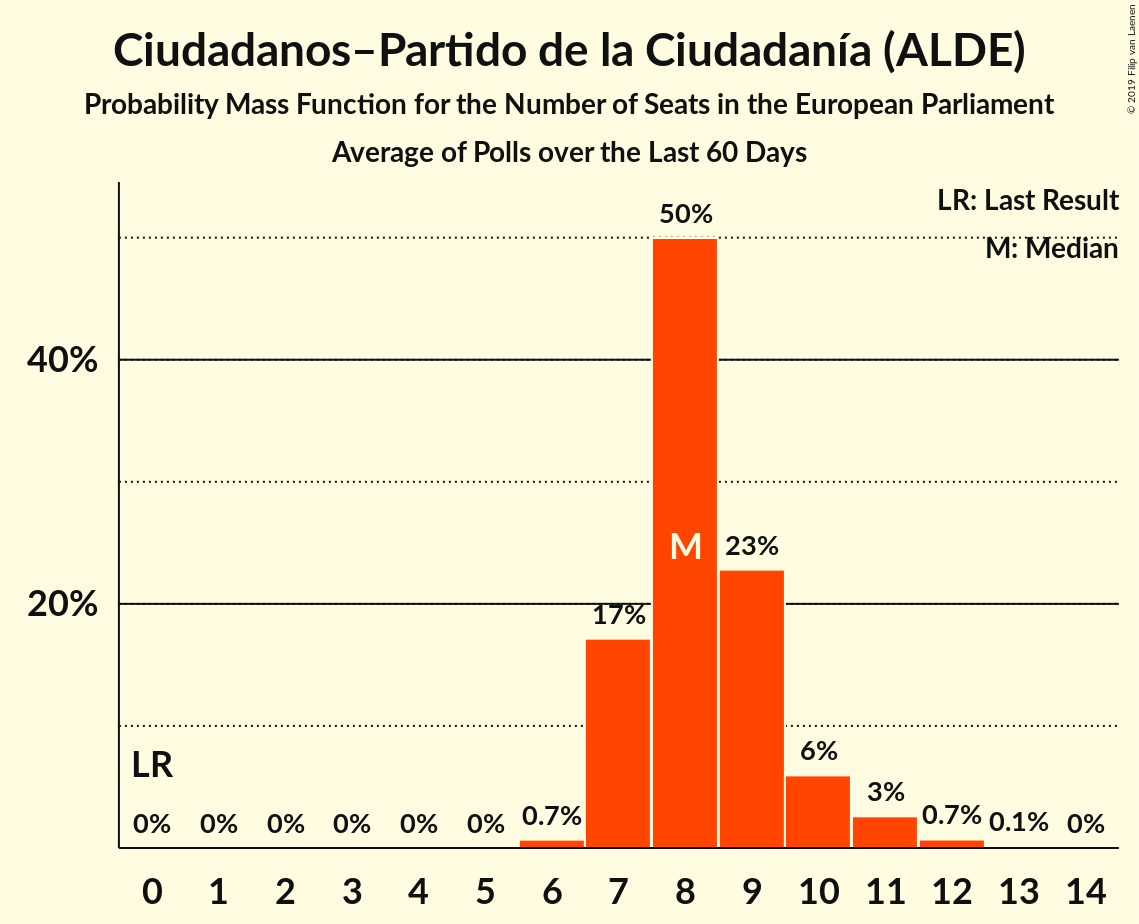 Ciudadanos–Partido de la Ciudadanía (ALDE)
Probability Mass Function for the Number of Seats in the European Parliament
Average of Polls over the Last 60 Days
© 2019 Filip van Laenen
LR: Last Result
M: Median
50%
40%
M
23%
20%
17%
LR
6%
3%
0% 0% 0% 0% 0% 0% 0.7% 0.7% 0.1% 0%
0 1 2 3 4 5 6 7 8 9 10 11 12 13 14